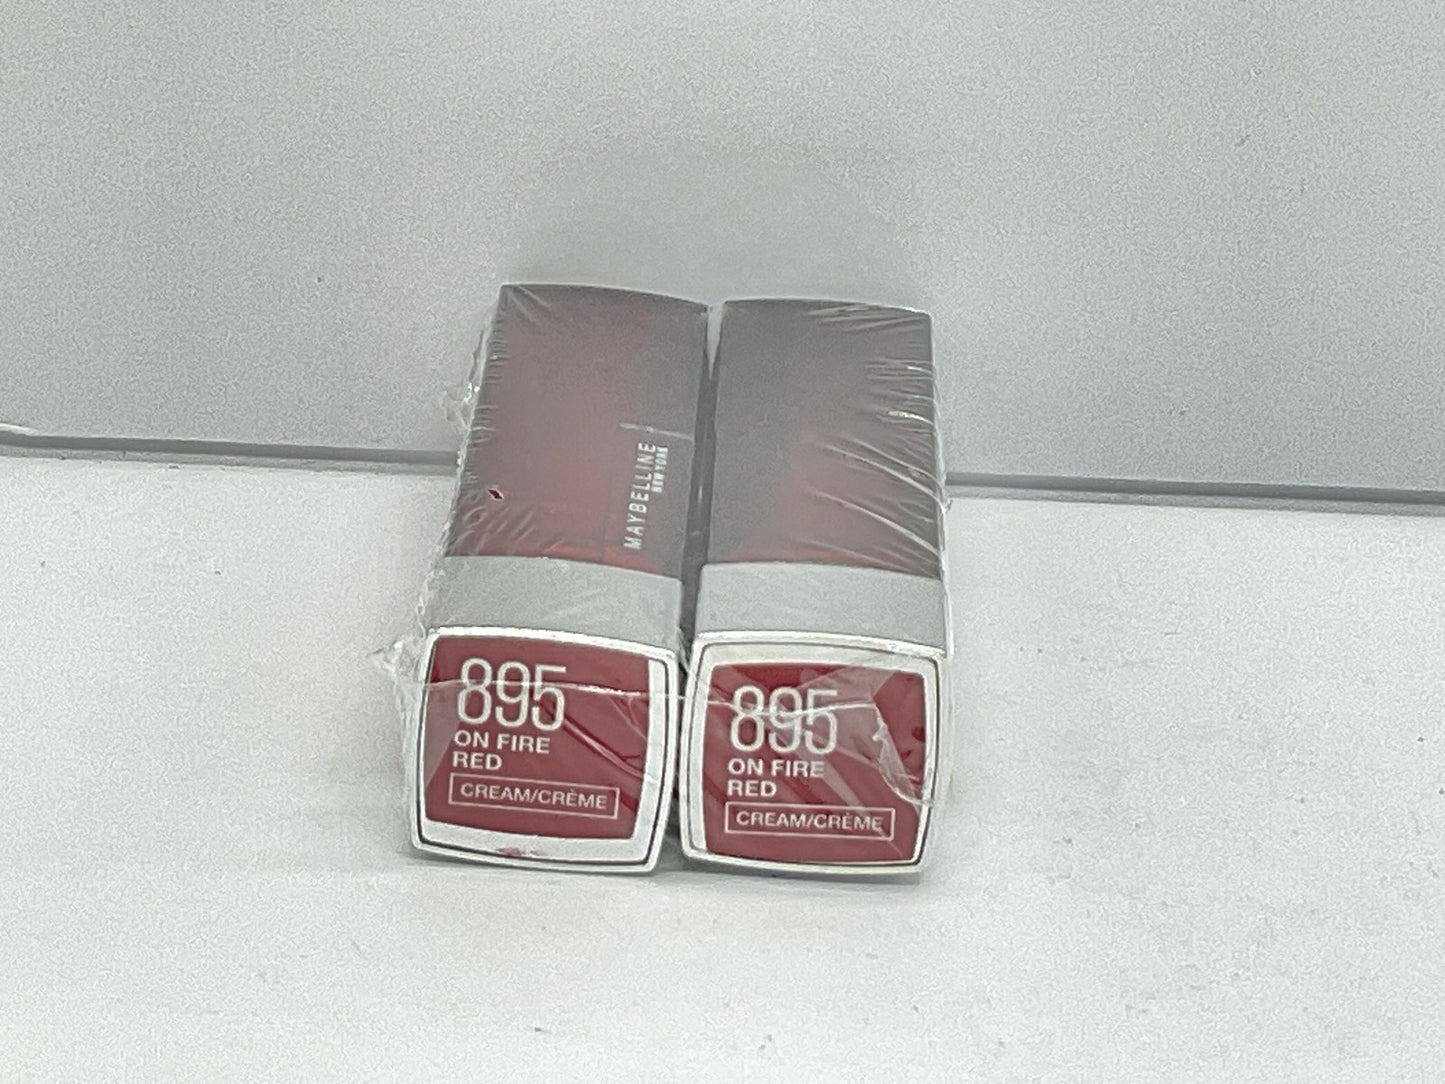 MAYBELLINE
NEW YORK
895
ON FIRE
RED
CREAM/CRÈME
895
ON FIRE
RED
CREAM/CRÈME